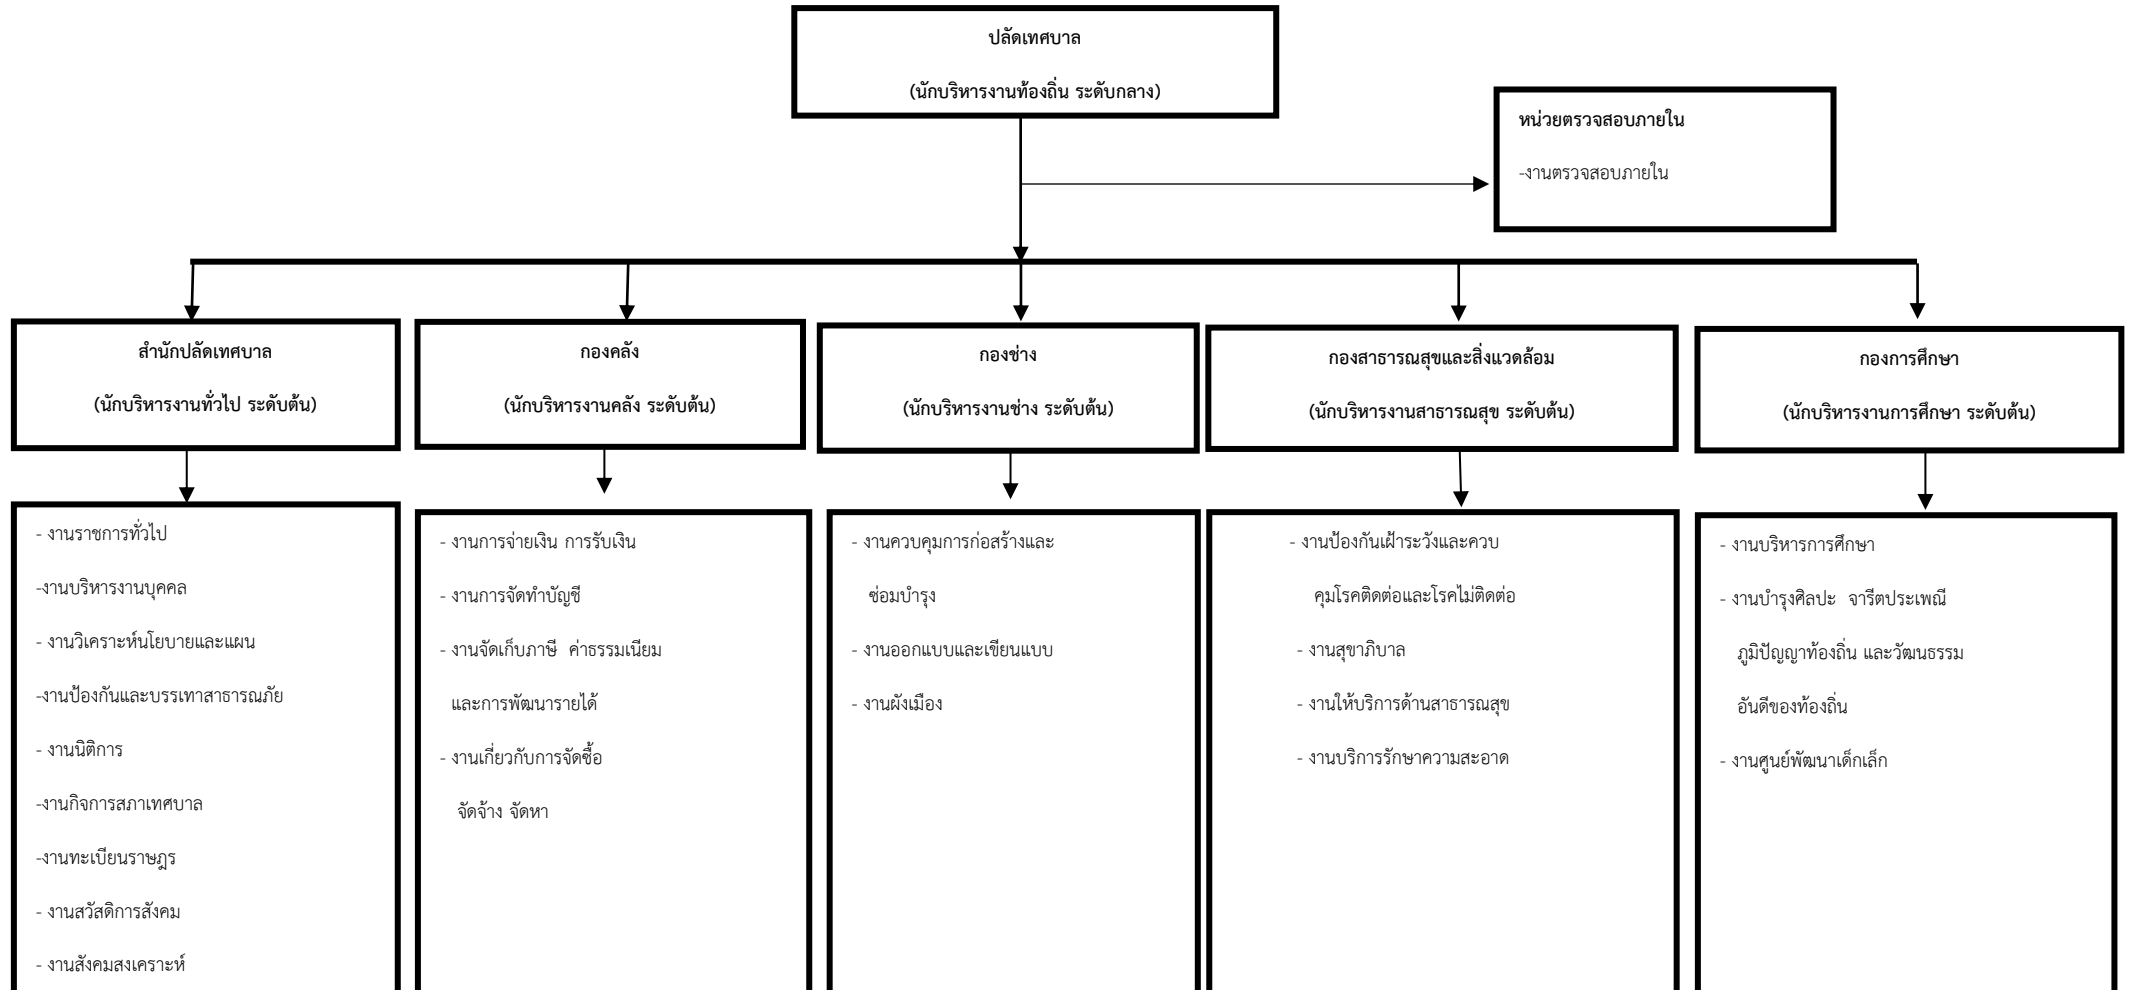 ปลัดเทศบาล
(นักบริหารงานท้องถิ่น ระดับกลาง)
หน่วยตรวจสอบภายใน
-งานตรวจสอบภายใน
สำนักปลัดเทศบาล
(นักบริหารงานทั่วไป ระดับต้น)
กองคลัง
(นักบริหารงานคลัง ระดับต้น)
กองช่าง
(นักบริหารงานช่าง ระดับต้น)
กองสาธารณสุขและสิ่งแวดล้อม
(นักบริหารงานสาธารณสุข ระดับต้น)
กองการศึกษา
(นักบริหารงานการศึกษา ระดับต้น)
- งานราชการทั่วไป
-งานบริหารงานบุคคล
- งานวิเคราะห์นโยบายและแผน
-งานป้องกันและบรรเทาสาธารณภัย
- งานนิติการ
-งานกิจการสภาเทศบาล
-งานทะเบียนราษฎร
- งานสวัสดิการสังคม
- งานสังคมสงเคราะห์
- งานการจ่ายเงิน การรับเงิน
- งานการจัดทำบัญชี
- งานจัดเก็บภาษี ค่าธรรมเนียม
และการพัฒนารายได้
- งานเกี่ยวกับการจัดซื้อ
จัดจ้าง จัดหา
- งานควบคุมการก่อสร้างและ
ซ่อมบำรุง
- งานออกแบบและเขียนแบบ
- งานผังเมือง
- งานป้องกันเฝ้าระวังและควบ
คุมโรคติดต่อและโรคไม่ติดต่อ
- งานสุขาภิบาล
- งานให้บริการด้านสาธารณสุข
- งานบริการรักษาความสะอาด
- งานบริหารการศึกษา
- งานบำรุงศิลปะ จารีตประเพณี
ภูมิปัญญาท้องถิ่น และวัฒนธรรม
อันดีของท้องถิ่น
- งานศูนย์พัฒนาเด็กเล็ก